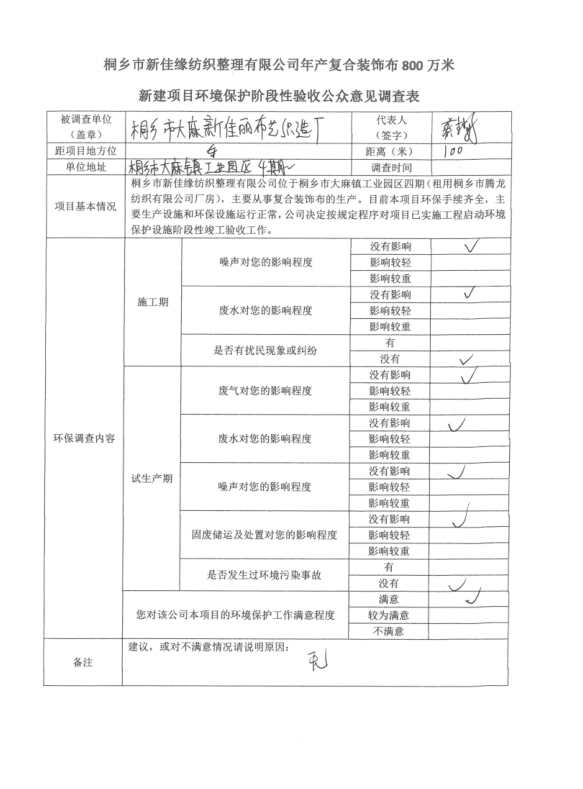 桐乡市新佳缘纺织整理有限公司年产复合装饰布 800 万米
新建项目环境保护阶段性验收公众意见调查表
被调查单位（盖章） 桐乡市大麻新佳丽布艺织造厂 代表人（签字）
距项目地方位 距离（米） 100
单位地址 桐乡市大麻镇工业园区4期 调查时间
项目基本情况
桐乡市新佳缘纺织整理有限公司位于桐乡市大麻镇工业园区四期（租用桐乡市腾龙
纺织有限公司厂房），主要从事复合装饰布的生产。目前本项目环保手续齐全，主
要生产设施和环保设施运行正常，公司决定按规定程序对项目已实施工程启动环境
保护设施阶段性竣工验收工作。
环保调查内容
施工期
噪声对您的影响程度
没有影响 ✓
影响较轻
影响较重
废水对您的影响程度
没有影响 ✓
影响较轻
影响较重
是否有扰民现象或纠纷
有
没有 ✓
试生产期
废气对您的影响程度
没有影响 ✓
影响较轻
影响较重
废水对您的影响程度
没有影响 ✓
影响较轻
影响较重
噪声对您的影响程度
没有影响 ✓
影响较轻
影响较重
固废储运及处置对您的影响程度
没有影响 ✓
影响较轻
影响较重
是否发生过环境污染事故
有
没有 ✓
您对该公司本项目的环境保护工作满意程度
满意 ✓
较为满意
不满意
备注
建议，或对不满意情况请说明原因：
无